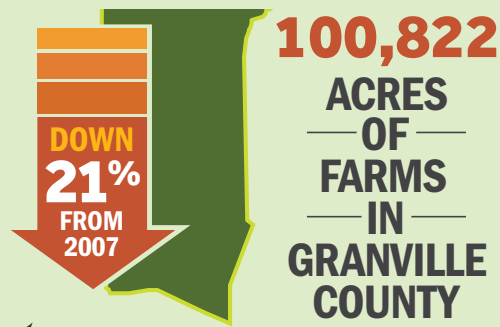 DOWN
21%
FROM
2007
100,822
ACRES
OF
FARMS
IN
GRANVILLE
COUNTY